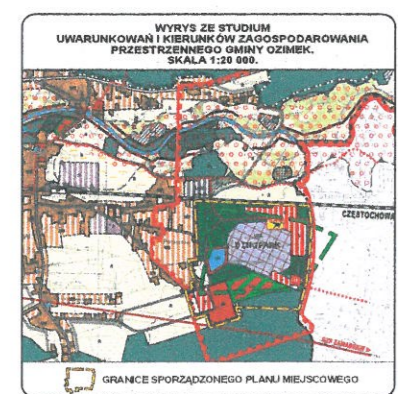 WYRYS ZE STUDIUM
UWARUNKOWAŃ I KIERUNKÓW ZAGOSPODAROWANIA
PRZESTRZENNEGO GMINY OZIMEK.
SKALA 1:20 000.
CZĘSTOCHOWA
GRANICE SPORZĄDZONEGO PLANU MIEJSCOWEGO